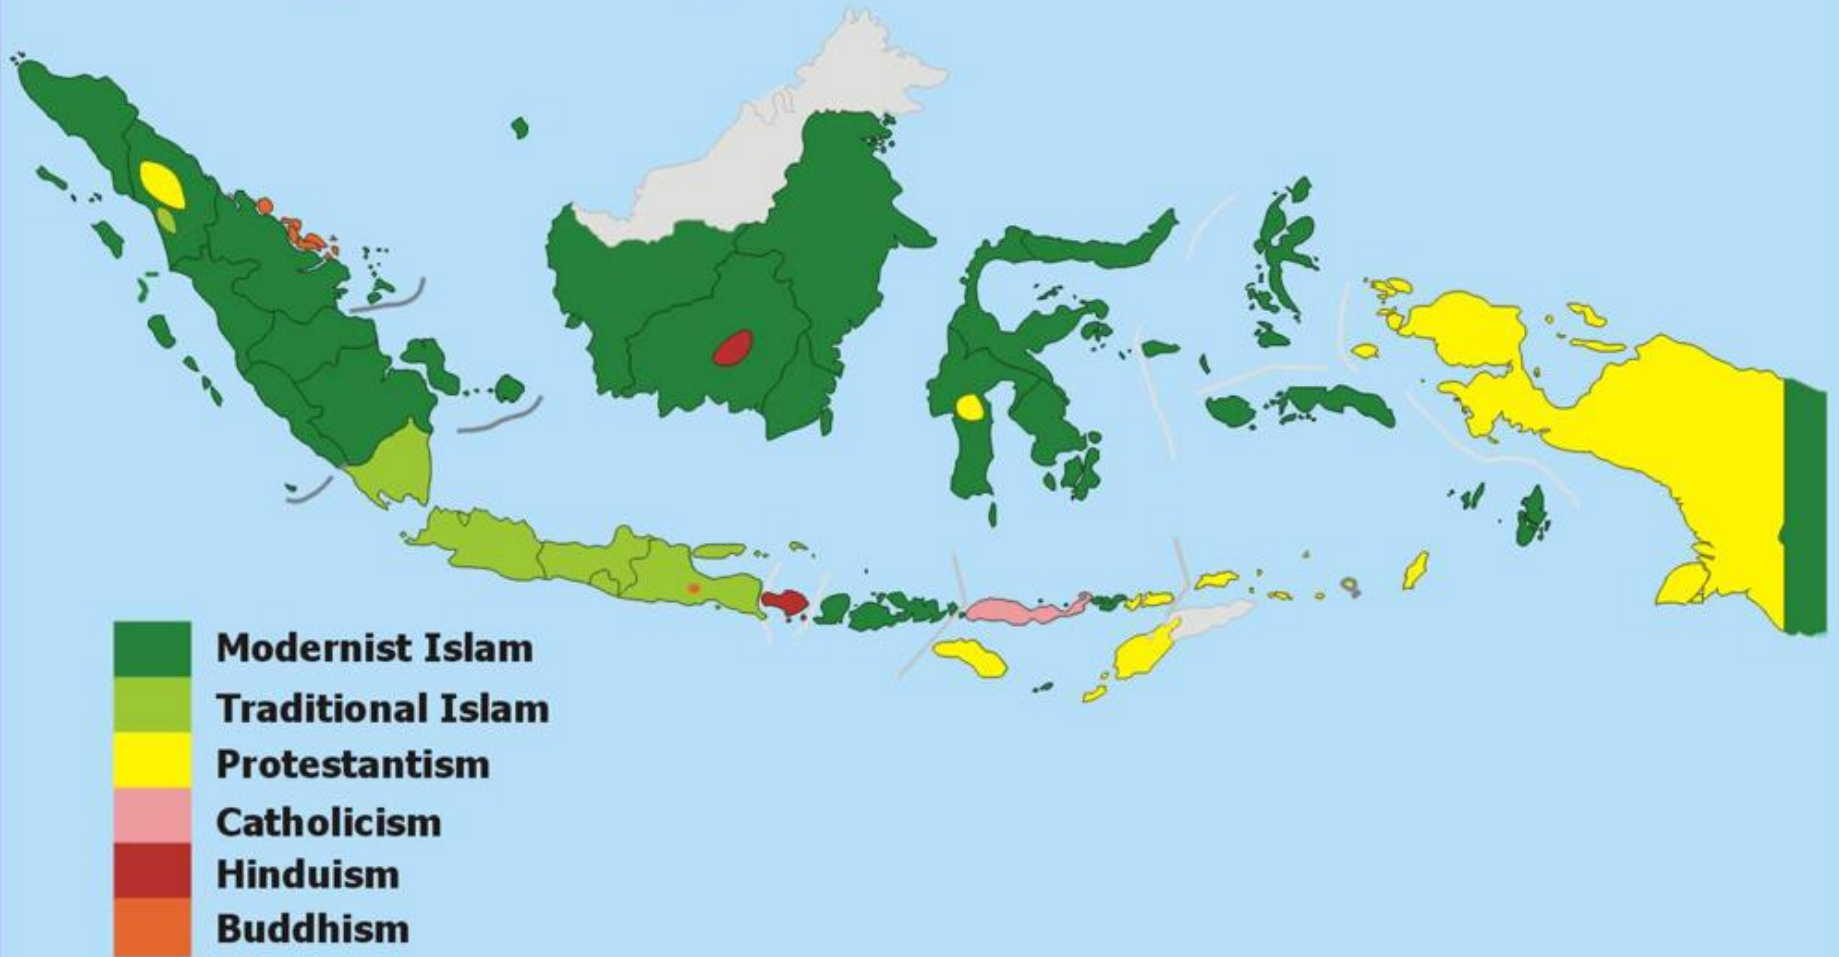 Modernist Islam
Traditional Islam
Protestantism
Catholicism
Hinduism
Buddhism